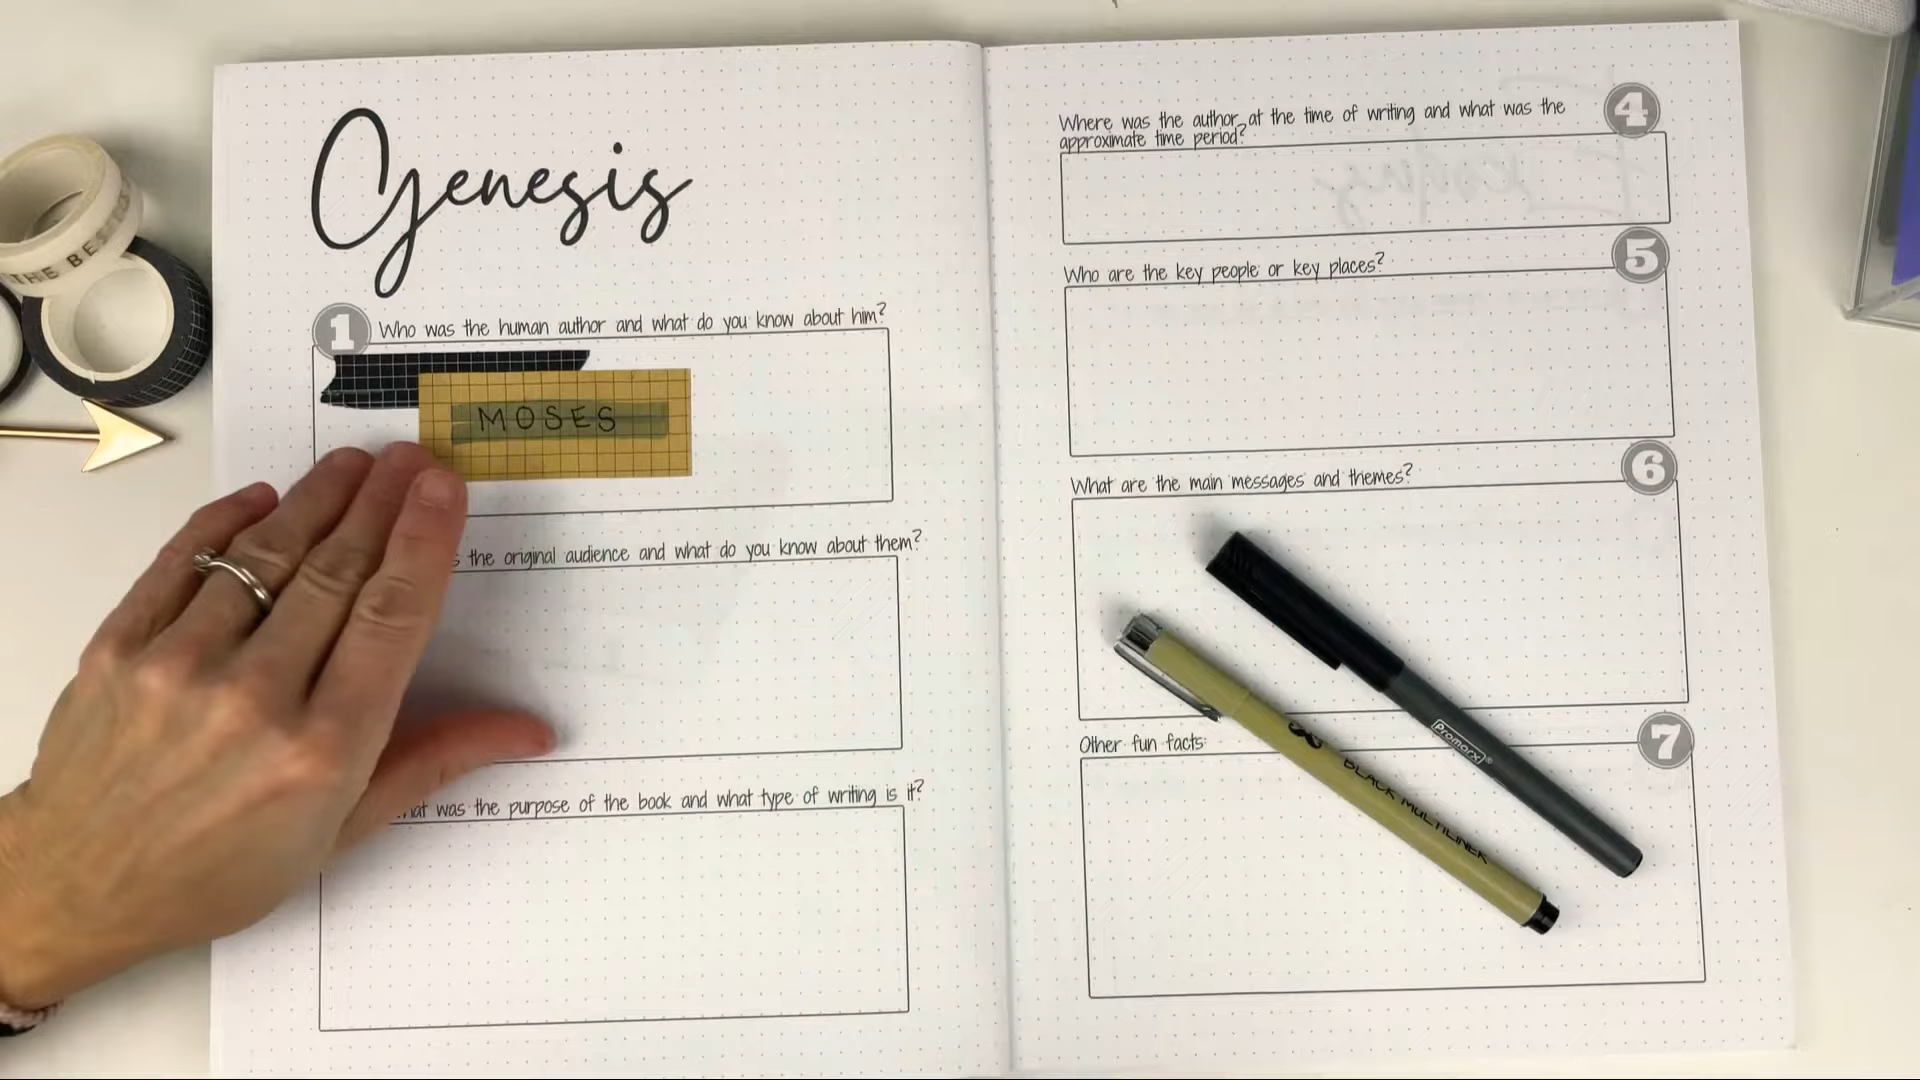 Genesis
1 Who was the human author and what do you know about him?
MOSES
the original audience and what do you know about them?
was the purpose of the book and what type of writing is it?
4
Where was the author at the time of writing and what was the
approximate time period?
5
Who are the key people or key places?
6
What are the main messages and themes?
7
Other fun facts:
Promarx®
BLACK MULTILINER
THE BE